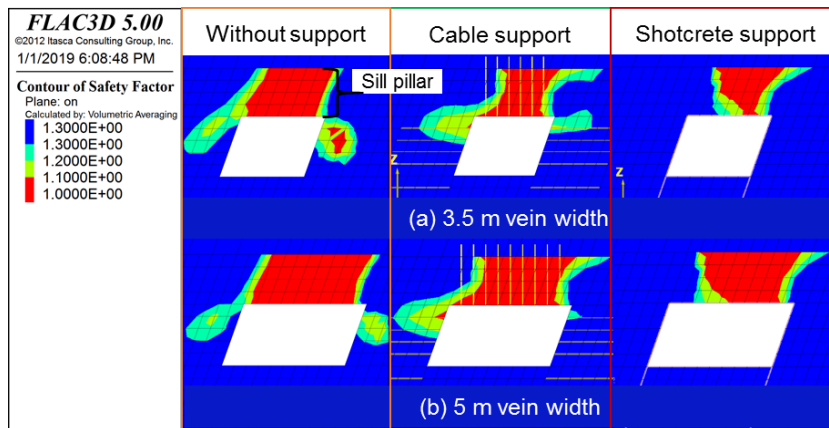 FLAC3D 5.00
©2012 Itasca Consulting Group, Inc.
1/1/2019 6:08:48 PM
Contour of Safety Factor
Plane: on
Calculated by: Volumetric Averaging
1.3000E+00
1.3000E+00
1.2000E+00
1.1000E+00
1.0000E+00
Without support
Cable support
Shotcrete support
Sill pillar
z
z
(a) 3.5 m vein width
(b) 5 m vein width